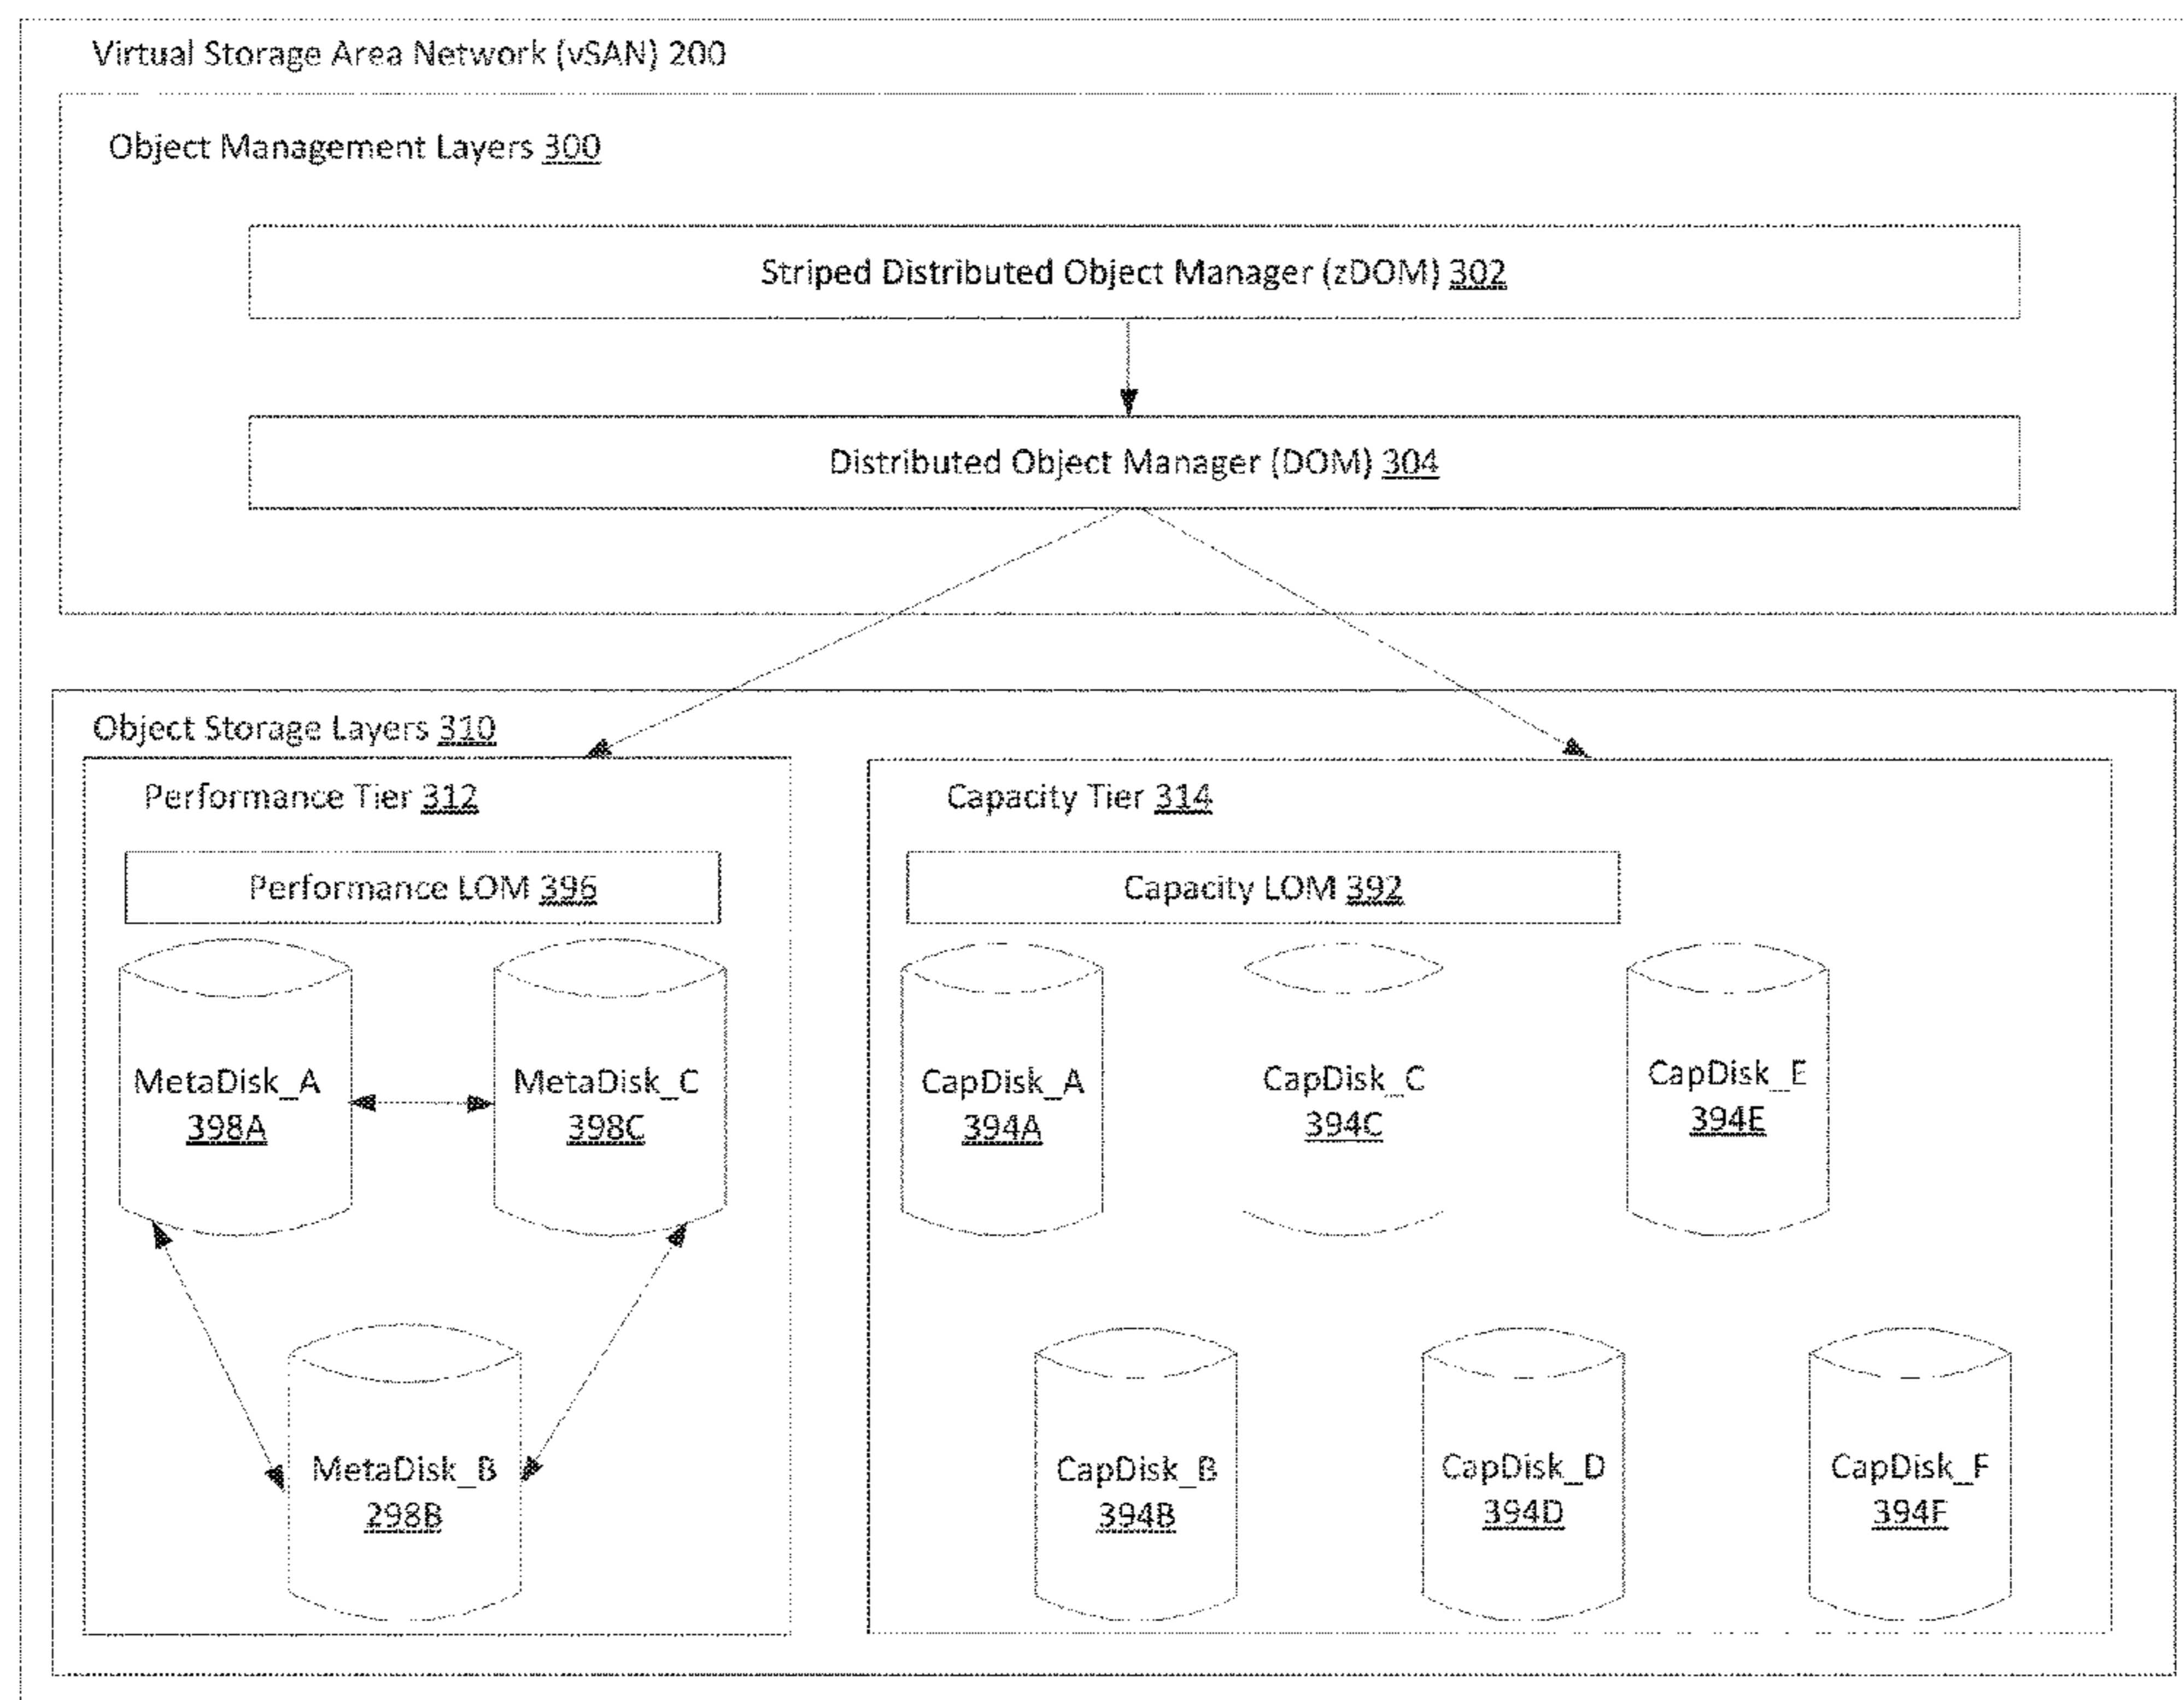 Virtual Storage Area Network (vSAN) 200
Object Management Layers 300
Striped Distributed Object Manager (zDOM) 302
Distributed Object Manager (DOM) 304
Object Storage Layers 310
Performance Tier 312
Performance LOM 396
MetaDisk_A
398A
MetaDisk_C
398C
MetaDisk_B
298B
Capacity Tier 314
Capacity LOM 392
CapDisk_A
394A
CapDisk_C
394C
CapDisk_E
394E
CapDisk_B
394B
CapDisk_D
394D
CapDisk_F
394F